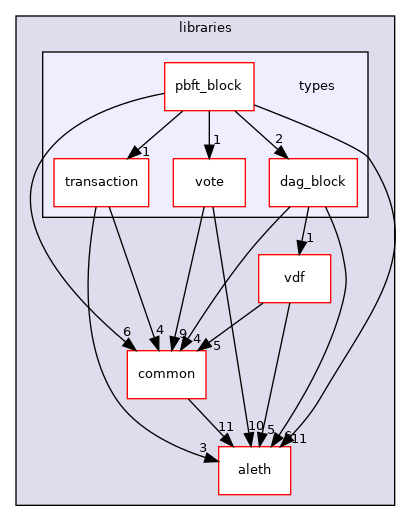 libraries
pbft_block
types
1
1
2
transaction
vote
dag_block
1
vdf
6
4
9
4
5
common
3
11
10
5
11
aleth